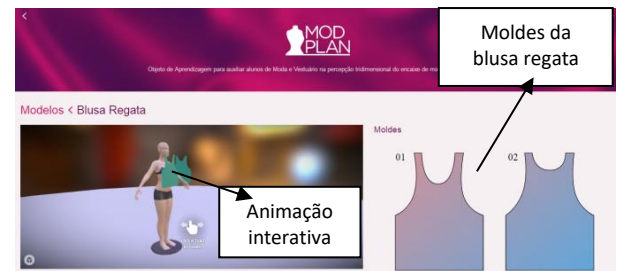 MOD
PLAN
Objeto de Aprendizagem para auxiliar alunos de Moda e Vestuário na percepção tridimensional do encaixe de mo
Moldes da
blusa regata
Modelos < Blusa Regata
Moldes
01
02
Animação
interativa